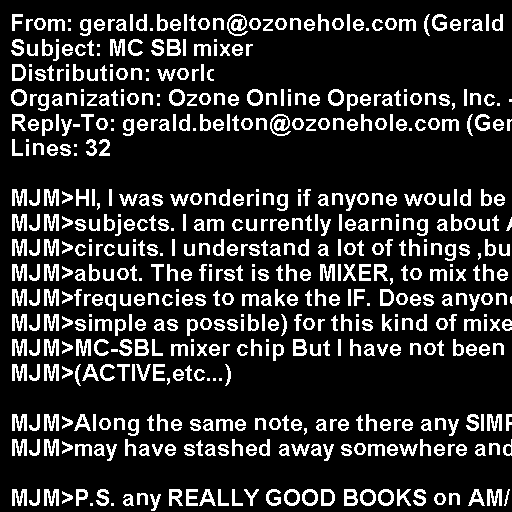 From: gerald.belton@ozonehole.com (Gerald
Subject: MC SBI mixer
Distribution: world
Organization: Ozone Online Operations, Inc. -
Reply-To: gerald.belton@ozonehole.com (Ger
Lines: 32

MJM>HI, I was wondering if anyone would be
MJM>subjects. I am currently learning about A
MJM>circuits. I understand a lot of things ,bu
MJM>abuot. The first is the MIXER, to mix the
MJM>frequencies to make the IF. Does anyone
MJM>simple as possible) for this kind of mixe
MJM>MC-SBL mixer chip But I have not been
MJM>(ACTIVE,etc...)

MJM>Along the same note, are there any SIMP
MJM>may have stashed away somewhere and

MJM>P.S. any REALLY GOOD BOOKS on AM/